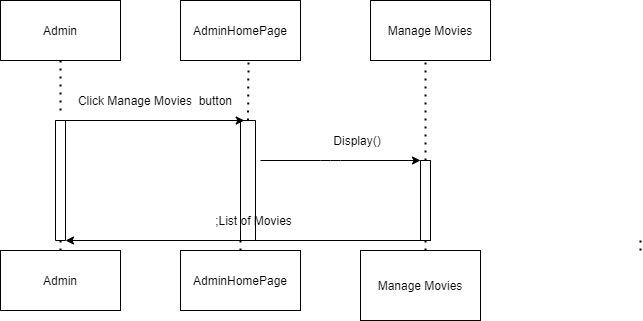 Admin
AdminHomePage
Manage Movies
Click Manage Movies  button
Display()
;List of Movies
Admin
AdminHomePage
Manage Movies